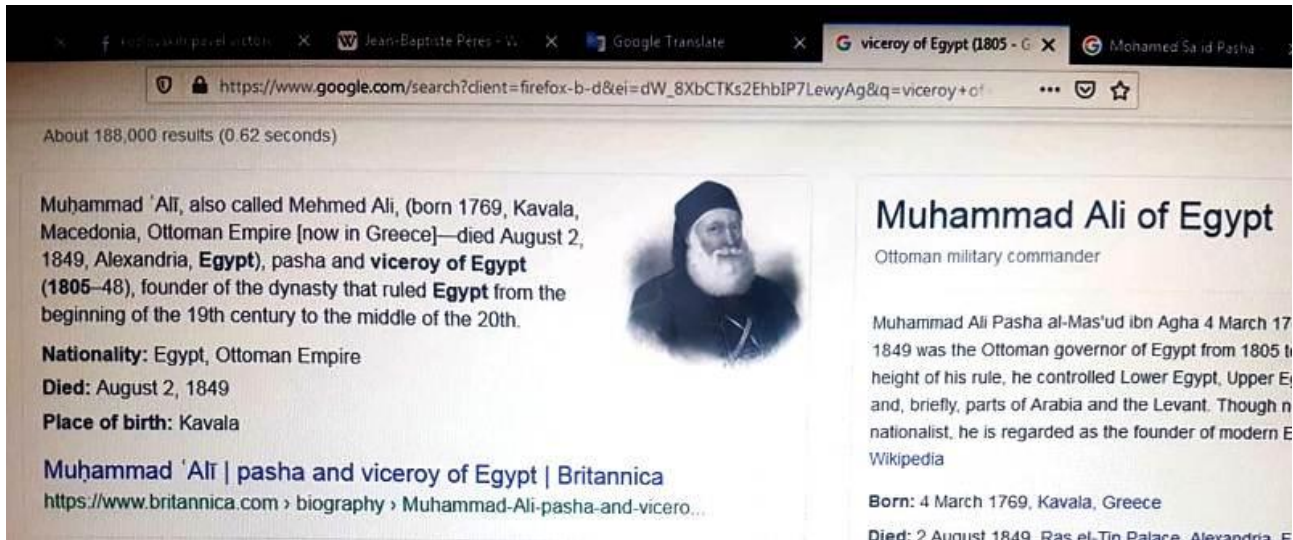 Jean-Baptiste Peres - W
Google Translate
viceroy of Egypt (1805 - G
Mohamed Sa id Pasha
https://www.google.com/search?client=firefox-b-d&ei=dW_8XbCTKs2EhbIP7LewyAg&q=viceroy+of
About 188,000 results (0.62 seconds)
Muḥammad ʿAlī, also called Mehmed Ali, (born 1769, Kavala,
Macedonia, Ottoman Empire [now in Greece]—died August 2,
1849, Alexandria, Egypt), pasha and viceroy of Egypt
(1805–48), founder of the dynasty that ruled Egypt from the
beginning of the 19th century to the middle of the 20th.
Nationality: Egypt, Ottoman Empire
Died: August 2, 1849
Place of birth: Kavala
Muḥammad ʿAlī | pasha and viceroy of Egypt | Britannica
https://www.britannica.com › biography › Muhammad-Ali-pasha-and-vicero...
Muhammad Ali of Egypt
Ottoman military commander
Muhammad Ali Pasha al-Mas'ud ibn Agha 4 March 17
1849 was the Ottoman governor of Egypt from 1805 t
height of his rule, he controlled Lower Egypt, Upper E
and, briefly, parts of Arabia and the Levant. Though n
nationalist, he is regarded as the founder of modern E
Wikipedia
Born: 4 March 1769, Kavala, Greece
Died: 2 August 1849, Ras el-Tin Palace, Alexandria, E